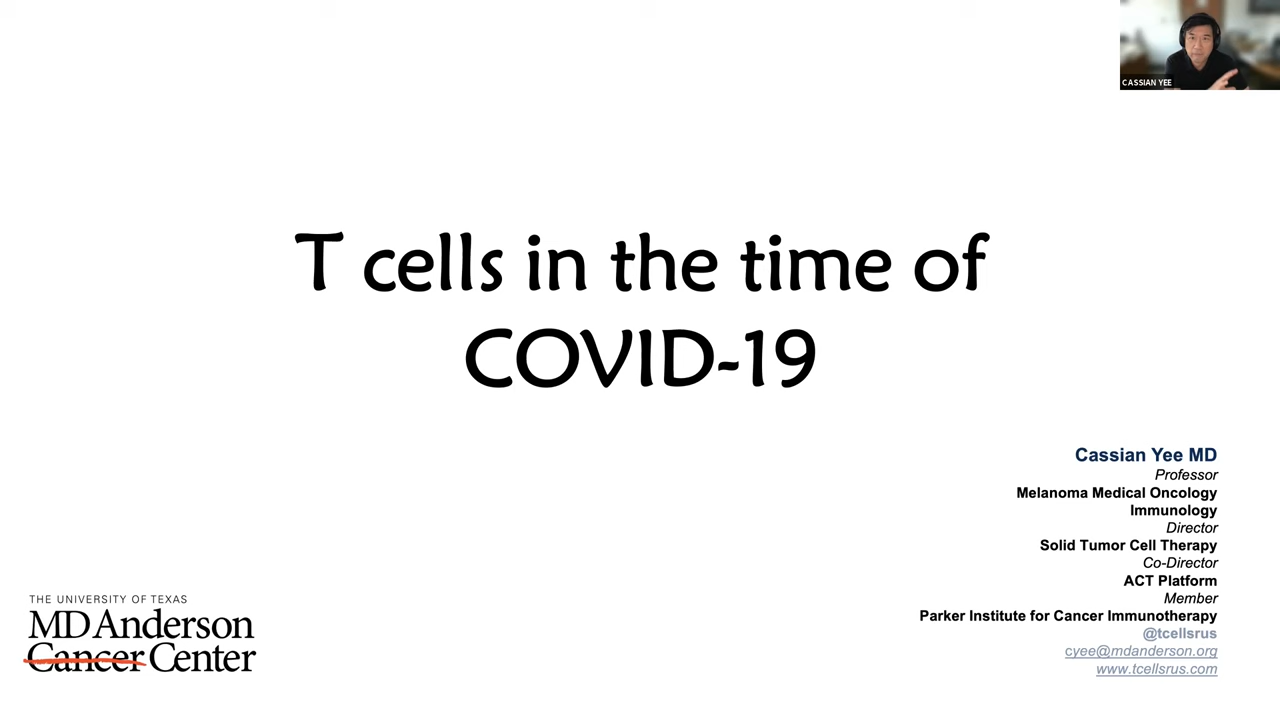 CASSIAN YEE
T cells in the time of
COVID-19
Cassian Yee MD
Professor
Melanoma Medical Oncology
Immunology
Director
Solid Tumor Cell Therapy
Co-Director
ACT Platform
Member
Parker Institute for Cancer Immunotherapy
@tcellsrus
cyee@mdanderson.org
www.tcellsrus.com
THE UNIVERSITY OF TEXAS
MD Anderson
Cancer Center